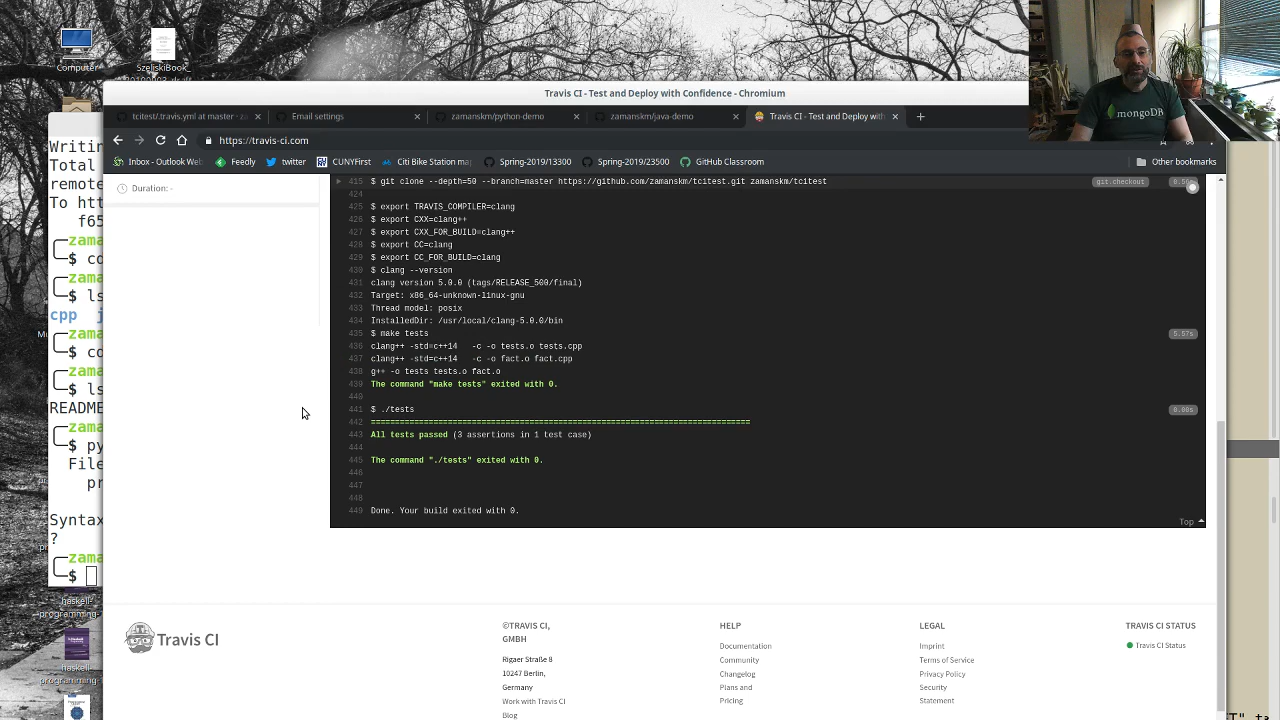 Computer
SzeliskiBook_
Travis CI - Test and Deploy with Confidence - Chromium
tcitest/.travis.yml at master ·
Email settings
zamanskm/python-demo
zamanskm/java-demo
Travis CI - Test and Deploy with
https://travis-ci.com
Inbox - Outlook Web
Feedly
twitter
CUNYFirst
Citi Bike Station map
Spring-2019/13300
Spring-2019/23500
GitHub Classroom
Other bookmarks
mongoDB
Writin
Total
remote
To htt
f65
zama
$ cd
zama
$ ls
cpp j
zama
$ cd
zama
$ ls
README
zama
$ py
File
pr
Syntax
?
zama
$
Duration: -
415 $ git clone --depth=50 --branch=master https://github.com/zamanskm/tcitest.git zamanskm/tcitest git.checkout
424
425 $ export TRAVIS_COMPILER=clang
426 $ export CXX=clang++
427 $ export CXX_FOR_BUILD=clang++
428 $ export CC=clang
429 $ export CC_FOR_BUILD=clang
430 $ clang --version
431 clang version 5.0.0 (tags/RELEASE_500/final)
432 Target: x86_64-unknown-linux-gnu
433 Thread model: posix
434 InstalledDir: /usr/local/clang-5.0.0/bin
435 $ make tests 5.57s
436 clang++ -std=c++14 -c -o tests.o tests.cpp
437 clang++ -std=c++14 -c -o fact.o fact.cpp
438 g++ -o tests tests.o fact.o
439 The command "make tests" exited with 0.
440
441 $ ./tests 0.00s
442 ===============================================================================
443 All tests passed (3 assertions in 1 test case)
444
445 The command "./tests" exited with 0.
446
447
448
449 Done. Your build exited with 0.
Top
haskell-
-programming-
haskell-
programming-
Travis CI
©TRAVIS CI,
GMBH
Rigaer Straße 8
10247 Berlin,
Germany
Work with Travis CI
Blog
HELP
Documentation
Community
Changelog
Plans and
Pricing
LEGAL
Imprint
Terms of Service
Privacy Policy
Security
Statement
TRAVIS CI STATUS
Travis CI Status